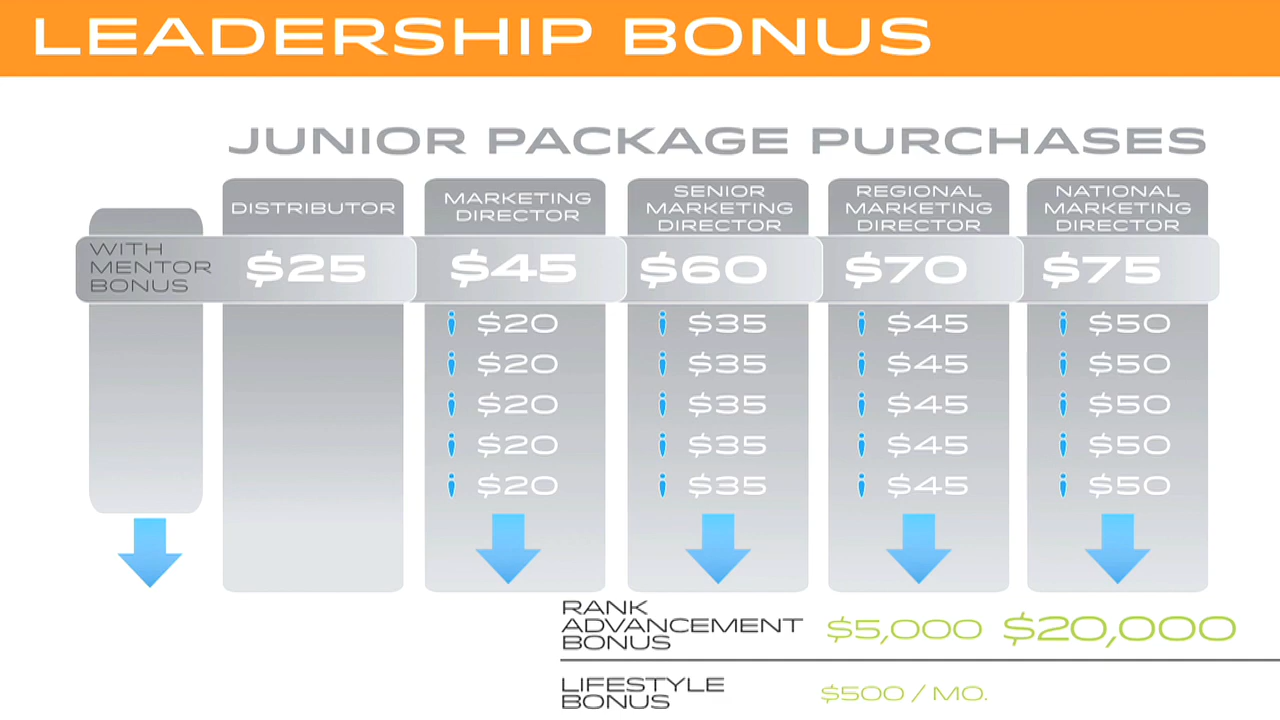 LEADERSHIP BONUS
JUNIOR PACKAGE PURCHASES
DISTRIBUTOR
MARKETING
DIRECTOR
SENIOR
MARKETING
DIRECTOR
REGIONAL
MARKETING
DIRECTOR
NATIONAL
MARKETING
DIRECTOR
WITH
MENTOR
BONUS
$25 $45 $60 $70 $75
$20 $35 $45 $50
$20 $35 $45 $50
$20 $35 $45 $50
$20 $35 $45 $50
$20 $35 $45 $50
RANK
ADVANCEMENT
BONUS
$5,000 $20,000
LIFESTYLE
BONUS
$500 / MO.